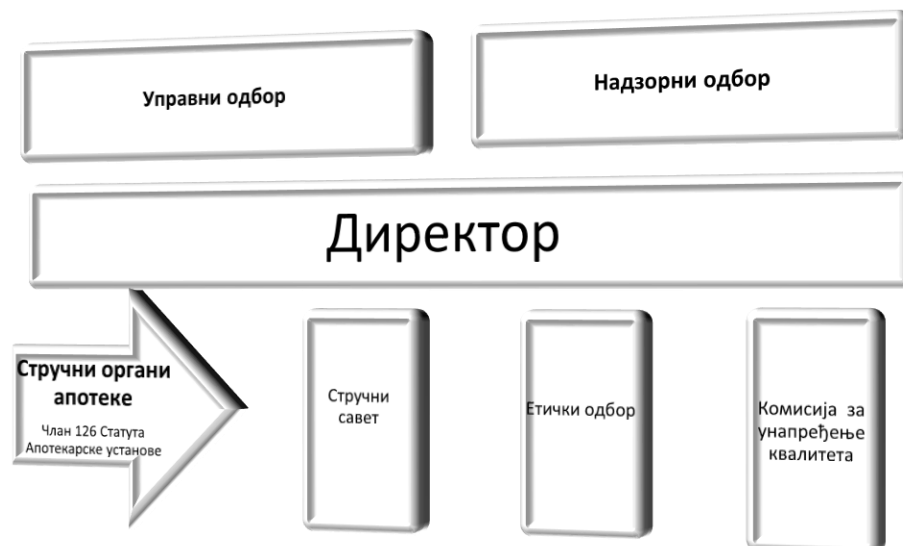 Управни одбор
Надзорни одбор
Директор
Стручни органи
апотеке
Члан 126 Статута
Апотекарске установе
Стручни
савет
Етички одбор
Комисија за
унапређење
квалитета